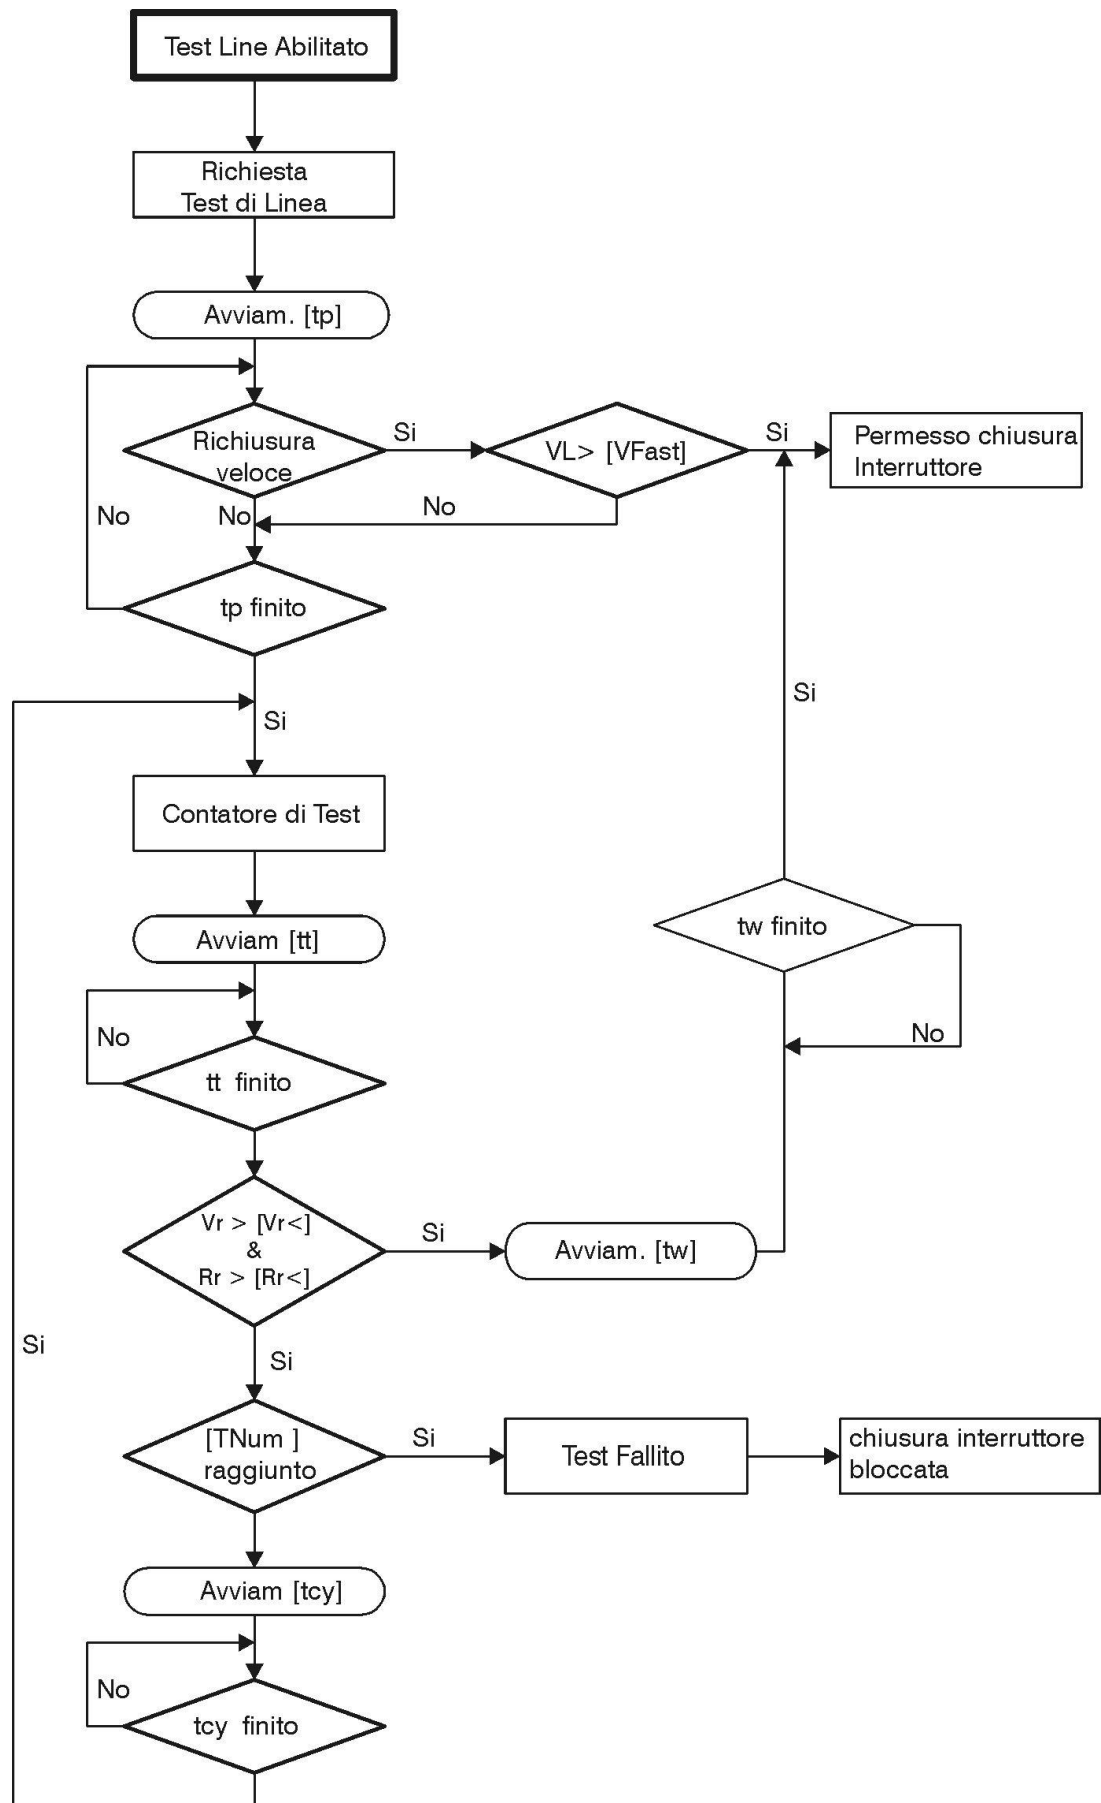 Test Line Abilitato
Richiesta
Test di Linea
Avviam. [tp]
Richiusura
veloce
Si
VL> [VFast]
Si
Permesso chiusura
Interruttore
No
No
No
tp finito
Si
Si
Contatore di Test
Avviam [tt]
tw finito
No
No
tt finito
Vr > [Vr<]
&
Rr > [Rr<]
Si
Avviam. [tw]
Si
Si
[TNum ]
raggiunto
Si
Test Fallito
chiusura interruttore
bloccata
Avviam [tcy]
No
tcy finito